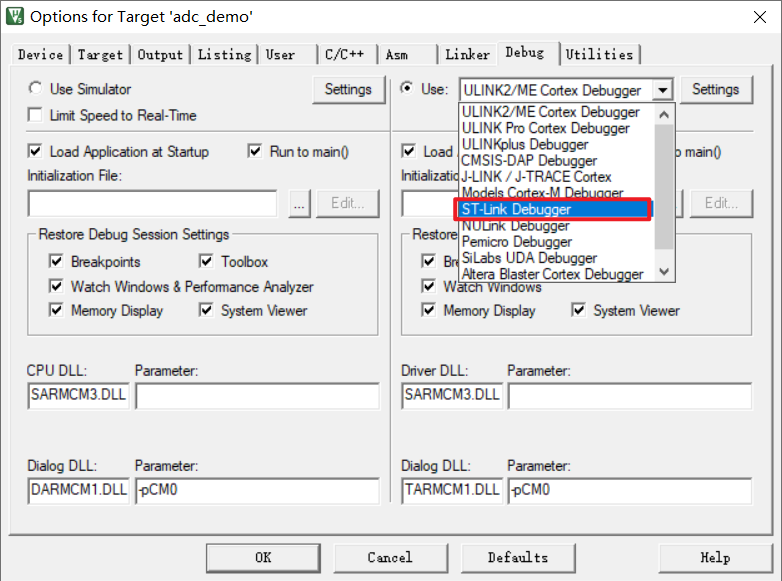 Options for Target 'adc_demo'
Device Target Output Listing User C/C++ Asm Linker Debug Utilities
Use Simulator Settings
Limit Speed to Real-Time
Use: ULINK2/ME Cortex Debugger Settings
ULINK2/ME Cortex Debugger
ULINK Pro Cortex Debugger
ULINKplus Debugger
CMSIS-DAP Debugger
J-LINK / J-TRACE Cortex
Models Cortex-M Debugger
ST-Link Debugger
NULink Debugger
Pemicro Debugger
SiLabs UDA Debugger
Altera Blaster Cortex Debugger
Load Application at Startup Run to main()
Initialization File:
... Edit...
Restore Debug Session Settings
Breakpoints Toolbox
Watch Windows & Performance Analyzer
Memory Display System Viewer
CPU DLL: Parameter:
SARMCM3.DLL
Dialog DLL: Parameter:
DARMCM1.DLL -pCM0
Load to main()
Initializatio
Edit...
Restore
Bre
Watch Windows
Memory Display System Viewer
Driver DLL: Parameter:
SARMCM3.DLL
Dialog DLL: Parameter:
TARMCM1.DLL -pCM0
OK Cancel Defaults Help